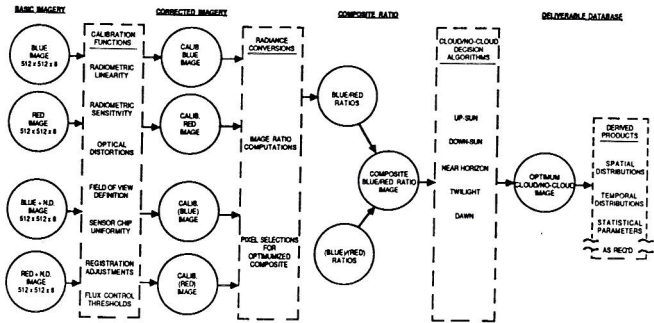 BASIC IMAGERY
CORRECTED IMAGERY
COMPOSITE RATIO
DELIVERABLE DATABASE
BLUE
IMAGE
512 x 512 x 8
RED
IMAGE
512 x 512 x 8
BLUE + N.D.
IMAGE
512 x 512 x 8
RED + N.D.
IMAGE
512 x 512 x 8
CALIBRATION
FUNCTIONS
RADIOMETRIC
LINEARITY
RADIOMETRIC
SENSITIVITY
OPTICAL
DISTORTIONS
FIELD OF VIEW
DEFINITION
SENSOR CHIP
UNIFORMITY
REGISTRATION
ADJUSTMENTS
FLUX CONTROL
THRESHOLDS
CALIB.
BLUE
IMAGE
CALIB.
RED
IMAGE
CALIB.
(BLUE)
IMAGE
CALIB.
(RED)
IMAGE
RADIANCE
CONVERSIONS
IMAGE RATIO
COMPUTATIONS
PIXEL SELECTIONS
FOR
OPTIMUMIZED
COMPOSITE
BLUE/RED
RATIOS
COMPOSITE
BLUE/RED RATIO
IMAGE
(BLUE)/(RED)
RATIOS
CLOUD/NO-CLOUD
DECISION
ALGORITHMS
UP-SUN
DOWN-SUN
NEAR HORIZON
TWILIGHT
DAWN
OPTIMUM
CLOUD/NO-CLOUD
IMAGE
DERIVED
PRODUCTS
SPATIAL
DISTRIBUTIONS
TEMPORAL
DISTRIBUTIONS
STATISTICAL
PARAMETERS
AS REQ'D